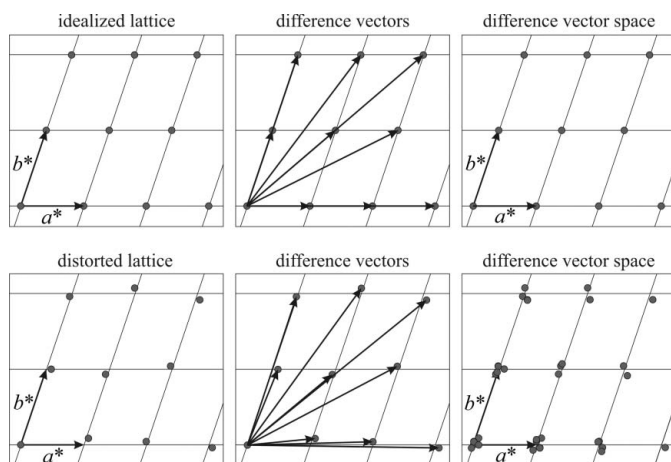 idealized lattice
difference vectors
difference vector space
b*
a*
b*
a*
distorted lattice
difference vectors
difference vector space
b*
a*
b*
a*